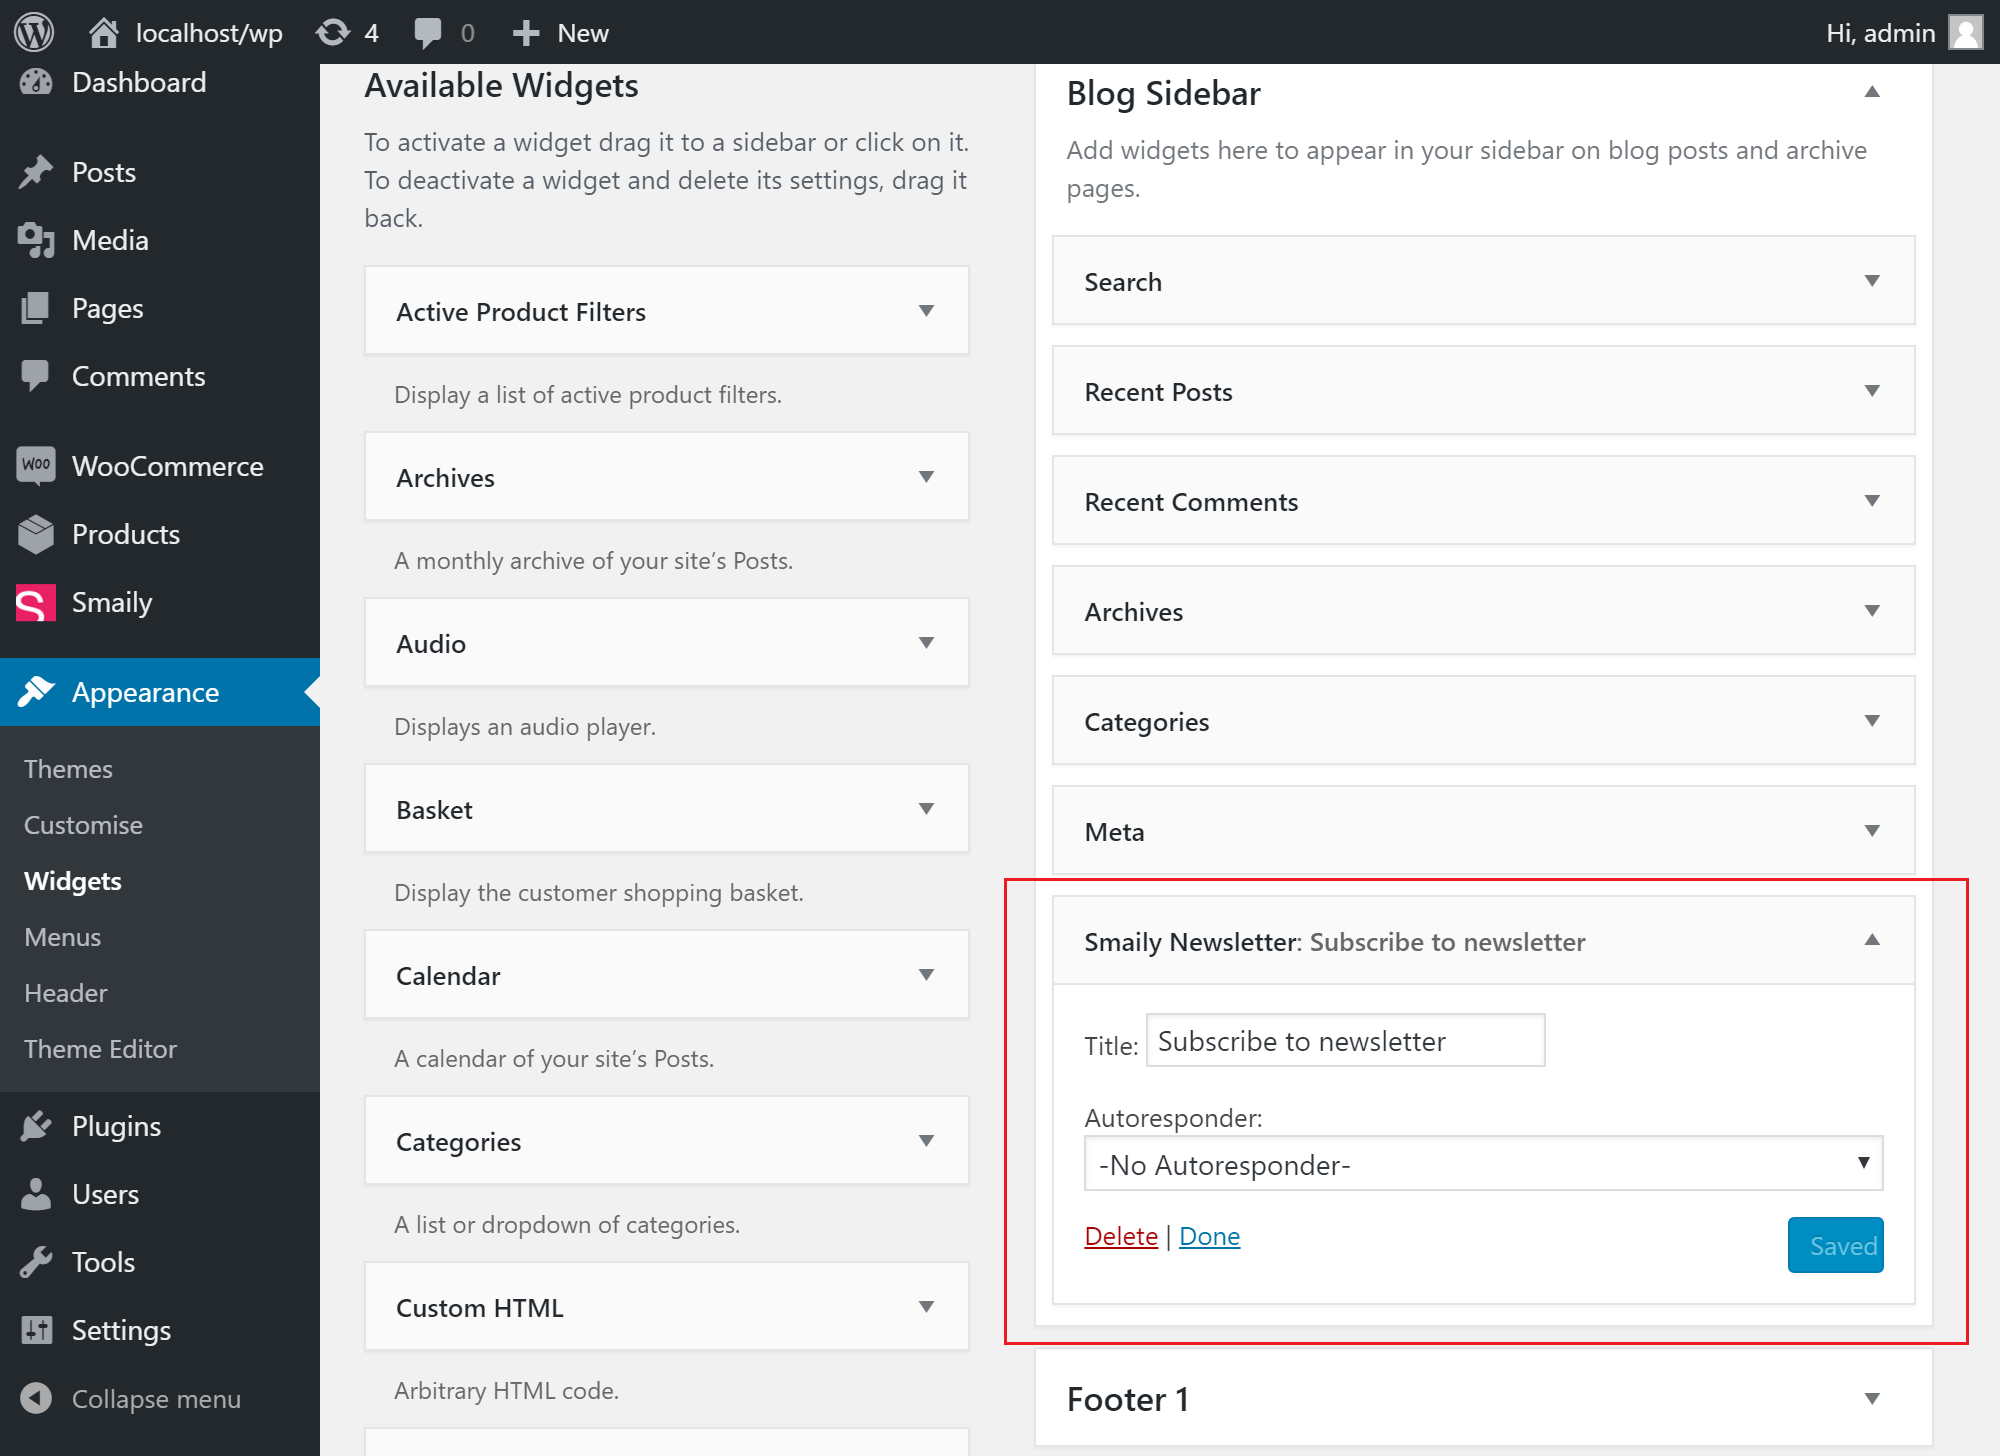 localhost/wp
4
0
New
Hi, admin
Dashboard
Posts
Media
Pages
Comments
Woo
WooCommerce
Products
S
Smaily
Appearance
Themes
Customise
Widgets
Menus
Header
Theme Editor
Plugins
Users
Tools
Settings
Collapse menu
Available Widgets
To activate a widget drag it to a sidebar or click on it.
To deactivate a widget and delete its settings, drag it
back.
Active Product Filters
Display a list of active product filters.
Archives
A monthly archive of your site’s Posts.
Audio
Displays an audio player.
Basket
Display the customer shopping basket.
Calendar
A calendar of your site’s Posts.
Categories
A list or dropdown of categories.
Custom HTML
Arbitrary HTML code.
Blog Sidebar
Add widgets here to appear in your sidebar on blog posts and archive
pages.
Search
Recent Posts
Recent Comments
Archives
Categories
Meta
Smaily Newsletter: Subscribe to newsletter
Title: Subscribe to newsletter
Autoresponder:
-No Autoresponder-
Delete | Done
Saved
Footer 1